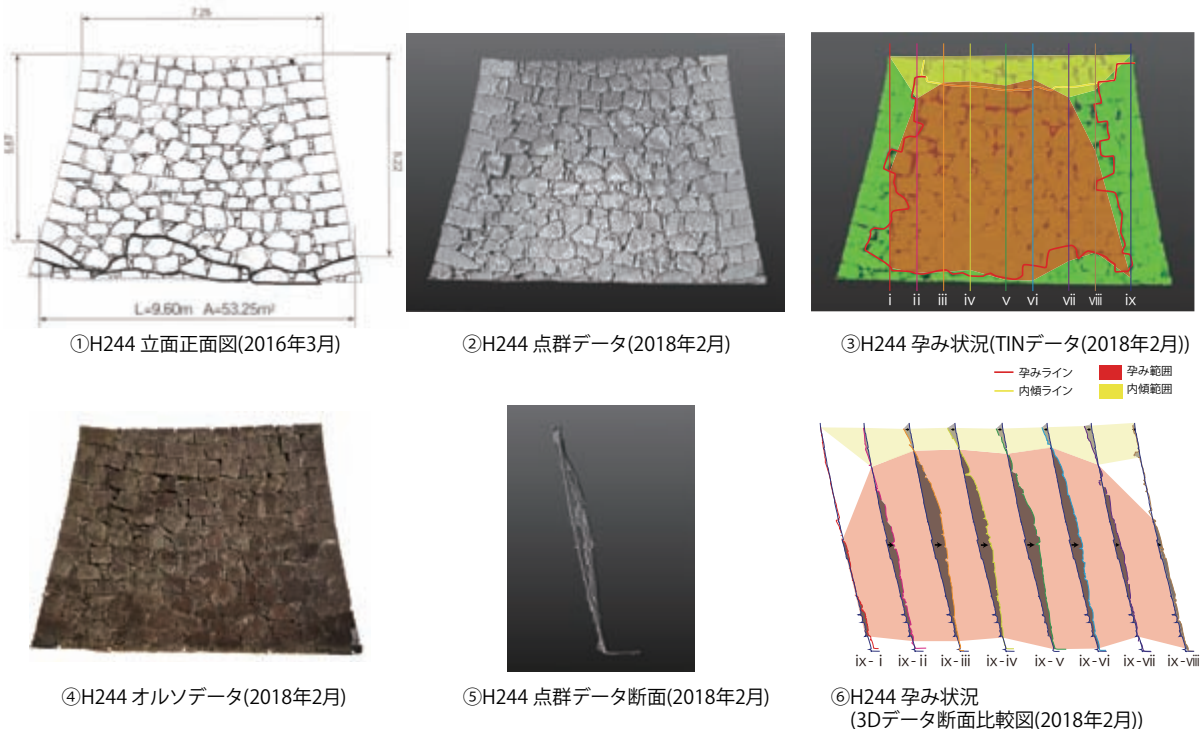 7.25
6.67
6.22
L=9.60m A=53.25m²
①H244 立面正面図(2016年3月)
②H244 点群データ(2018年2月)
i ii iii iv v vi vii viii ix
③H244 孕み状況(TINデータ(2018年2月))
孕みライン 孕み範囲
内傾ライン 内傾範囲
④H244 オルソデータ(2018年2月)
⑤H244 点群データ断面(2018年2月)
ix-i ix-ii ix-iii ix-iv ix-v ix-vi ix-vii ix-viii
⑥H244 孕み状況
(3Dデータ断面比較図(2018年2月))